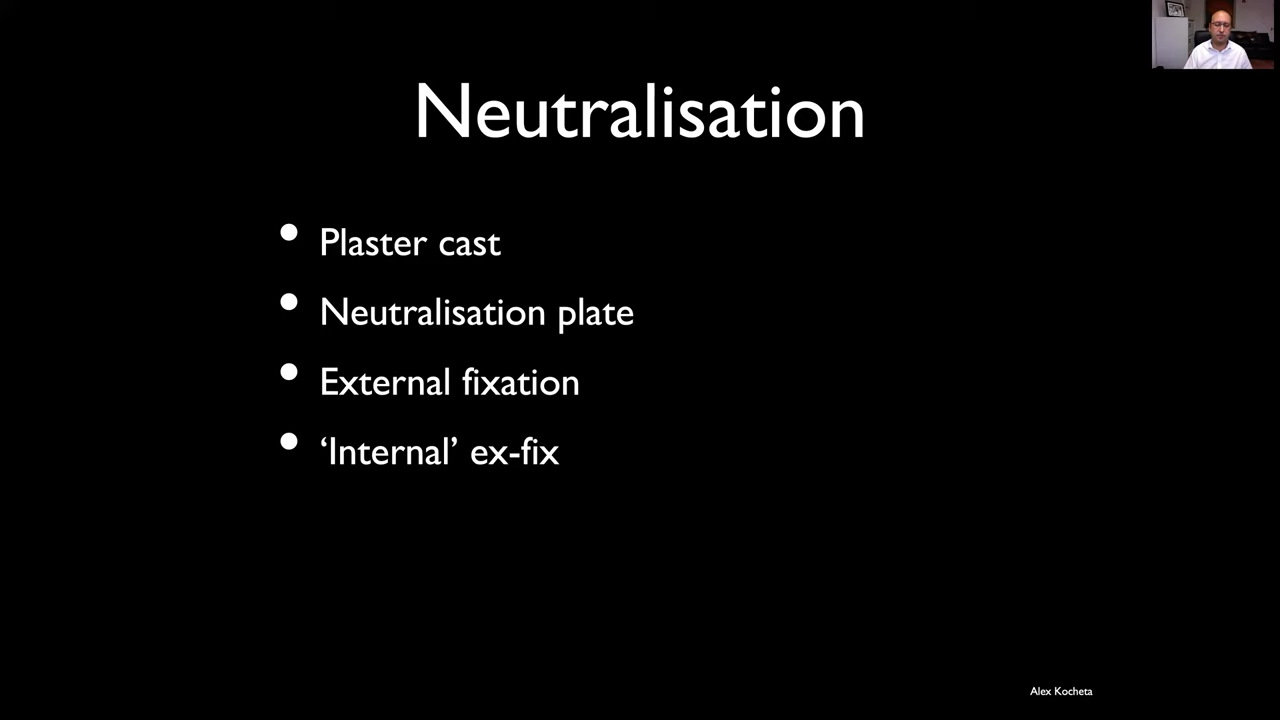 Neutralisation
• Plaster cast
• Neutralisation plate
• External fixation
• ‘Internal’ ex-fix
Alex Kocheta